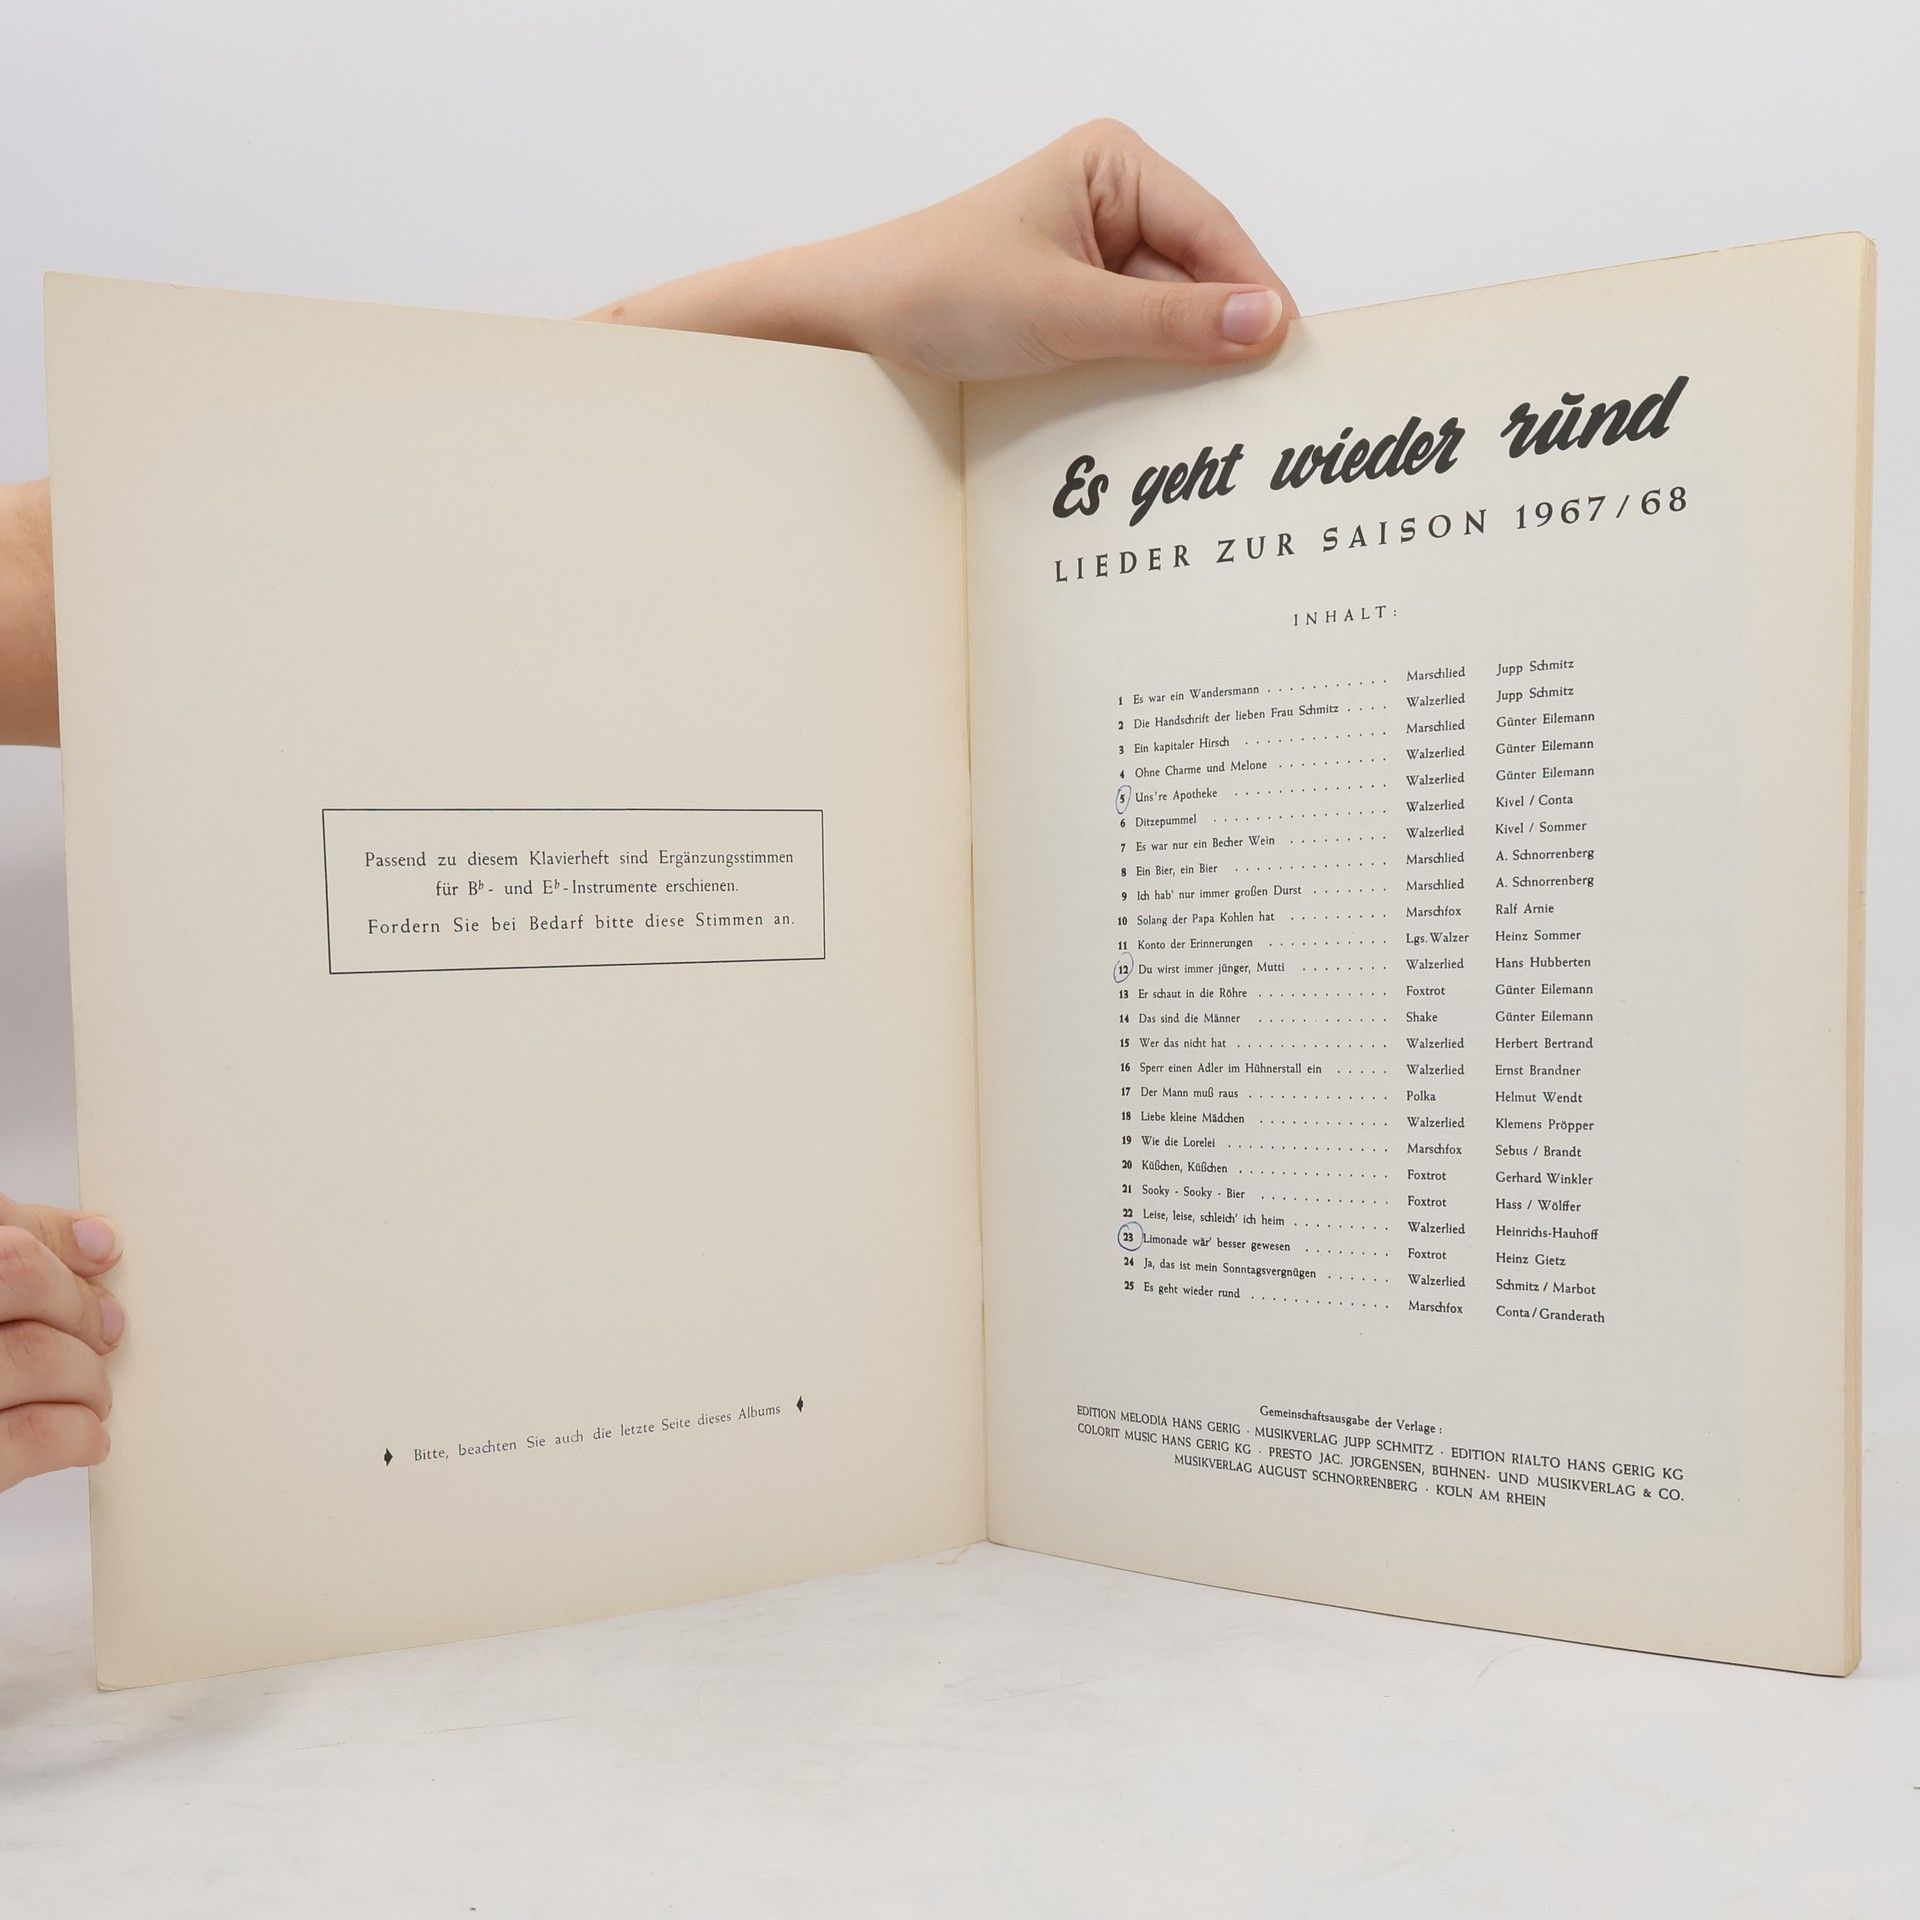 Passend zu diesem Klavierheft sind Ergänzungsstimmen
für Bb- und Eb-Instrumente erschienen.
Fordern Sie bei Bedarf bitte diese Stimmen an.
Bitte, beachten Sie auch die letzte Seite dieses Albums
Es geht wieder rund
LIEDER ZUR SAISON 1967/68
INHALT:
1 Es war ein Wandersmann . . . . . . . . . . . Marschlied Jupp Schmitz
2 Die Handschrift der lieben Frau Schmitz . . . . Walzerlied Jupp Schmitz
3 Ein kapitaler Hirsch . . . . . . . . . . . . . Marschlied Günter Eilemann
4 Ohne Charme und Melone . . . . . . . . . . Walzerlied Günter Eilemann
5 Uns're Apotheke . . . . . . . . . . . . . . Walzerlied Günter Eilemann
6 Ditzepummel . . . . . . . . . . . . . . . . Walzerlied Kivel / Conta
7 Es war nur ein Becher Wein . . . . . . . . . Walzerlied Kivel / Sommer
8 Ein Bier, ein Bier . . . . . . . . . . . . . . Marschlied A. Schnorrenberg
9 Ich hab' nur immer großen Durst . . . . . . . Marschlied A. Schnorrenberg
10 Solang der Papa Kohlen hat . . . . . . . . . Marschfox Ralf Arnie
11 Konto der Erinnerungen . . . . . . . . . . . Lgs. Walzer Heinz Sommer
12 Du wirst immer jünger, Mutti . . . . . . . . Walzerlied Hans Hubberten
13 Er schaut in die Röhre . . . . . . . . . . . . Foxtrot Günter Eilemann
14 Das sind die Männer . . . . . . . . . . . . Shake Günter Eilemann
15 Wer das nicht hat . . . . . . . . . . . . . . Walzerlied Herbert Bertrand
16 Sperr einen Adler im Hühnerstall ein . . . . . Walzerlied Ernst Brandner
17 Der Mann muß raus . . . . . . . . . . . . . Polka Helmut Wendt
18 Liebe kleine Mädchen . . . . . . . . . . . . Walzerlied Klemens Pröpper
19 Wie die Lorelei . . . . . . . . . . . . . . . Marschfox Sebus / Brandt
20 Küßchen, Küßchen . . . . . . . . . . . . . . Foxtrot Gerhard Winkler
21 Sooky - Sooky - Bier . . . . . . . . . . . . Foxtrot Hass / Wölffer
22 Leise, leise, schleich' ich heim . . . . . . . . . Walzerlied Heinrichs-Hauhoff
23 Limonade wär' besser gewesen . . . . . . . . Foxtrot Heinz Gietz
24 Ja, das ist mein Sonntagsvergnügen . . . . . . Walzerlied Schmitz / Marbot
25 Es geht wieder rund . . . . . . . . . . . . . Marschfox Conta / Granderath
Gemeinschaftsausgabe der Verlage:
EDITION MELODIA HANS GERIG · MUSIKVERLAG JUPP SCHMITZ · EDITION RIALTO HANS GERIG KG
COLORIT MUSIC HANS GERIG KG · PRESTO JAC. JÖRGENSEN, BÜHNEN- UND MUSIKVERLAG & CO.
MUSIKVERLAG AUGUST SCHNORRENBERG · KÖLN AM RHEIN